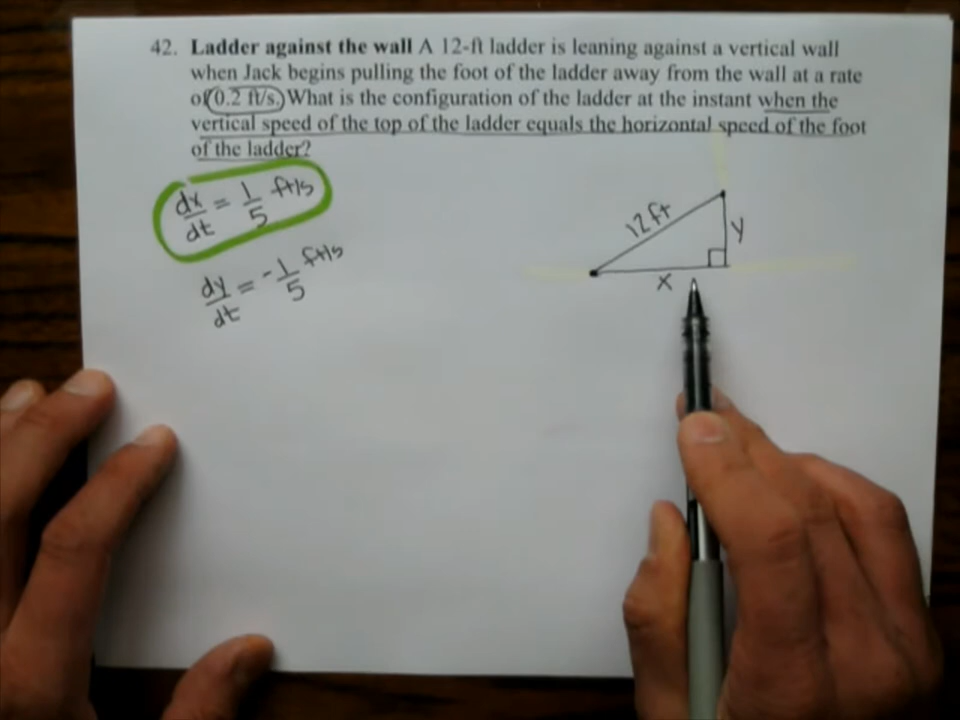 42. Ladder against the wall A 12-ft ladder is leaning against a vertical wall
when Jack begins pulling the foot of the ladder away from the wall at a rate
of 0.2 ft/s. What is the configuration of the ladder at the instant when the
vertical speed of the top of the ladder equals the horizontal speed of the foot
of the ladder?
dx/dt = 1/5 ft/s
dy/dt = -1/5 ft/s
12 ft
y
x